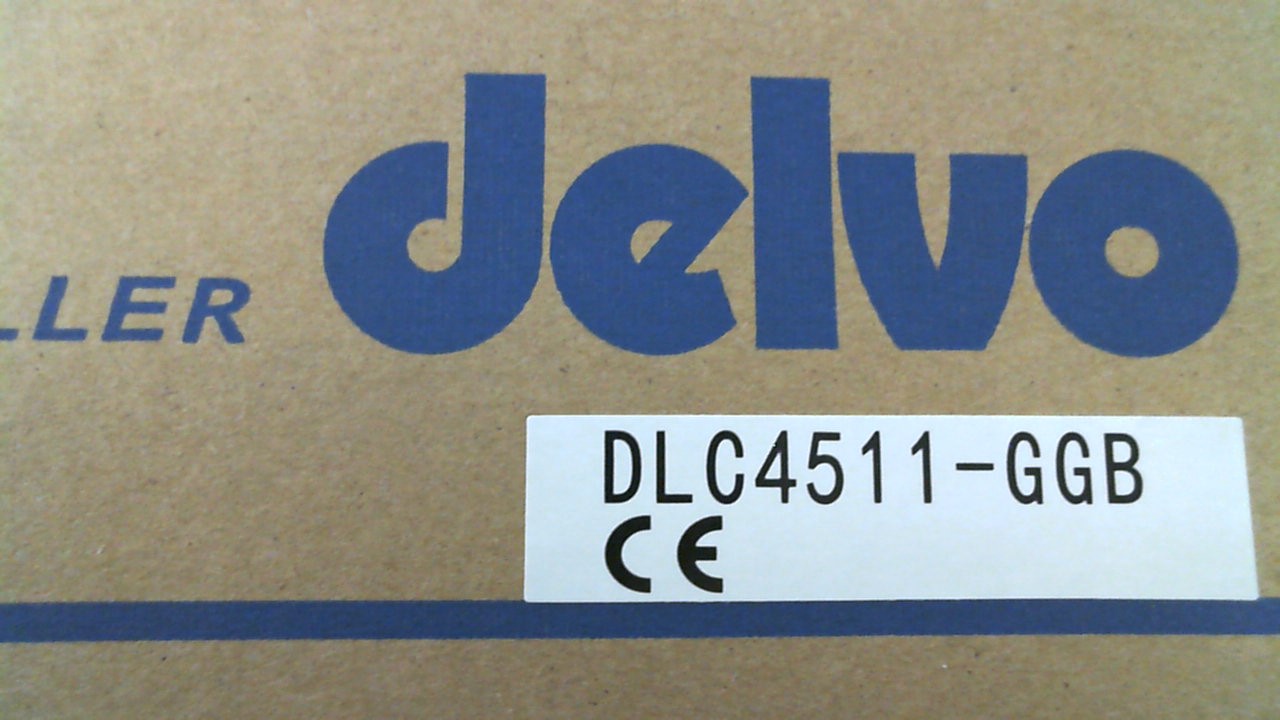 LLER delvo
DLC4511-GGB
CE